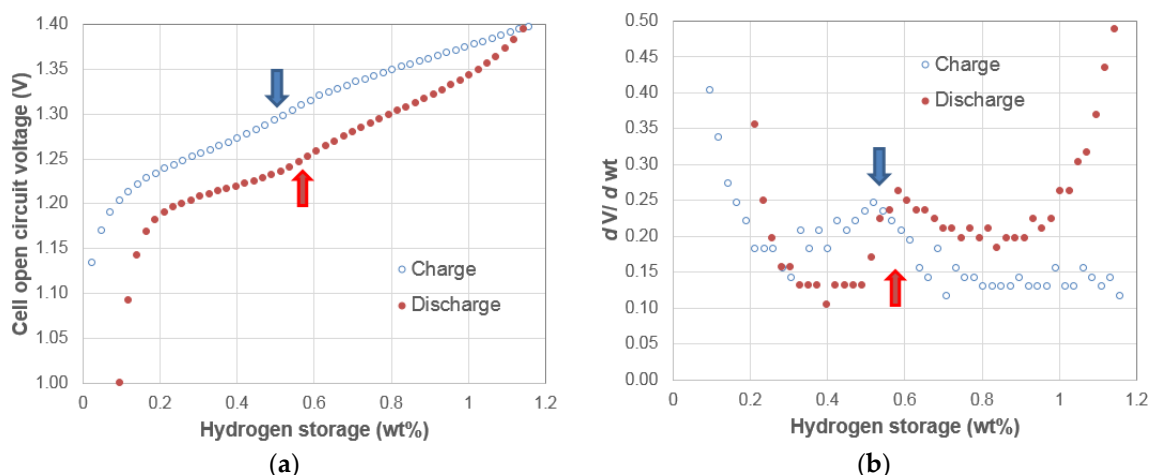 1.40
1.35
1.30
1.25
1.20
1.15
1.10
1.05
1.00
Cell open circuit voltage (V)
Charge
Discharge
0 0.2 0.4 0.6 0.8 1 1.2
Hydrogen storage (wt%)
(a)
0.50
0.45
0.40
0.35
0.30
0.25
0.20
0.15
0.10
0.05
0.00
d V/ d wt
Charge
Discharge
0 0.2 0.4 0.6 0.8 1 1.2
Hydrogen storage (wt%)
(b)